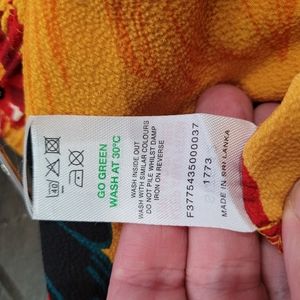 40
GO GREEN
WASH AT 30°C
WASH INSIDE OUT
WASH WITH SIMILAR COLOURS
DO NOT PILE WHILST DAMP
IRON ON REVERSE
F3775435000037
1773
MADE IN SRI LANKA